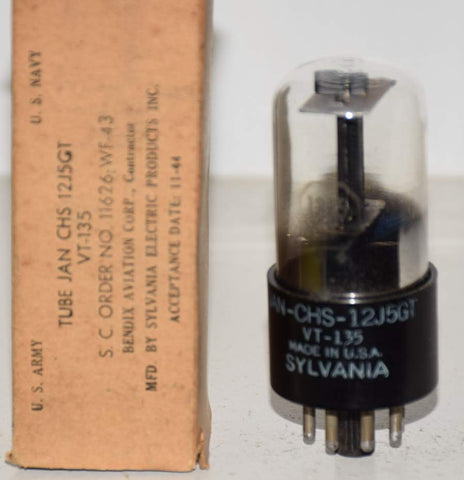 U. S. ARMY U. S. NAVY
TUBE JAN CHS 12J5GT
VT-135
S. C. ORDER NO. 11626-WF-43
BENDIX AVIATION CORP., Contractor
MFD BY SYLVANIA ELECTRIC PRODUCTS INC.
ACCEPTANCE DATE: 11-44
JAN-CHS-12J5GT
VT-135
MADE IN U.S.A.
SYLVANIA